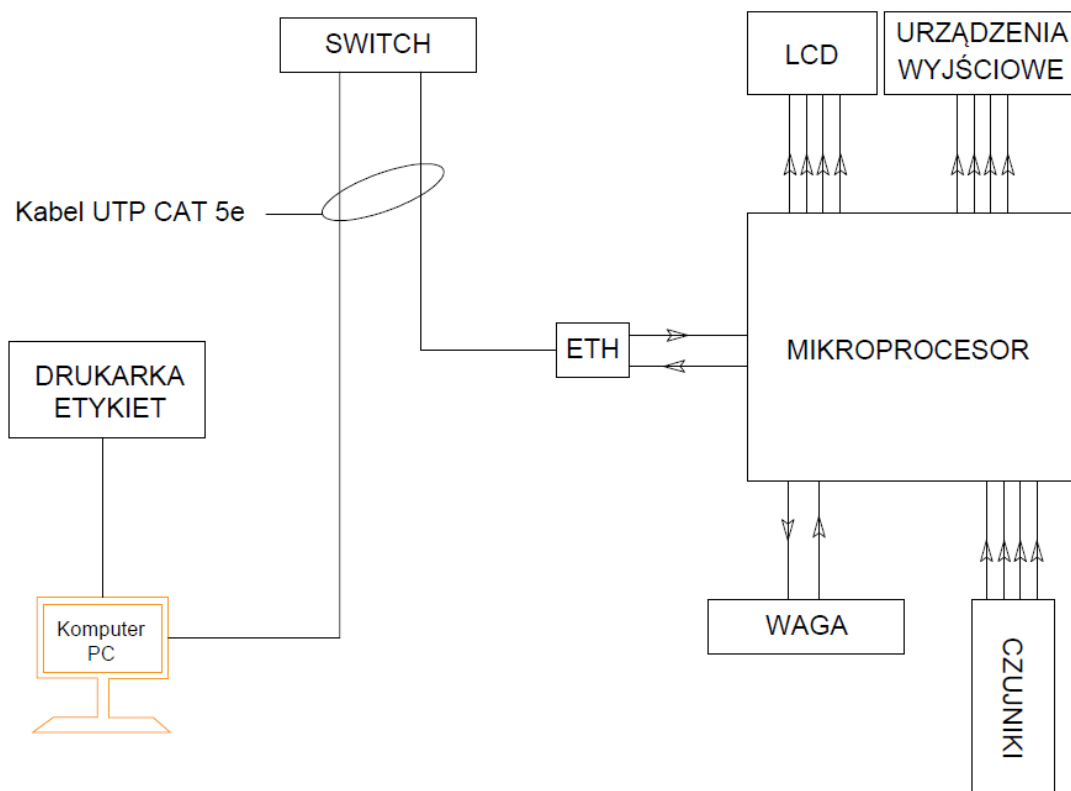 SWITCH
LCD
URZĄDZENIA
WYJŚCIOWE
Kabel UTP CAT 5e
ETH
MIKROPROCESOR
DRUKARKA
ETYKIET
Komputer
PC
WAGA
CZUJNIKI